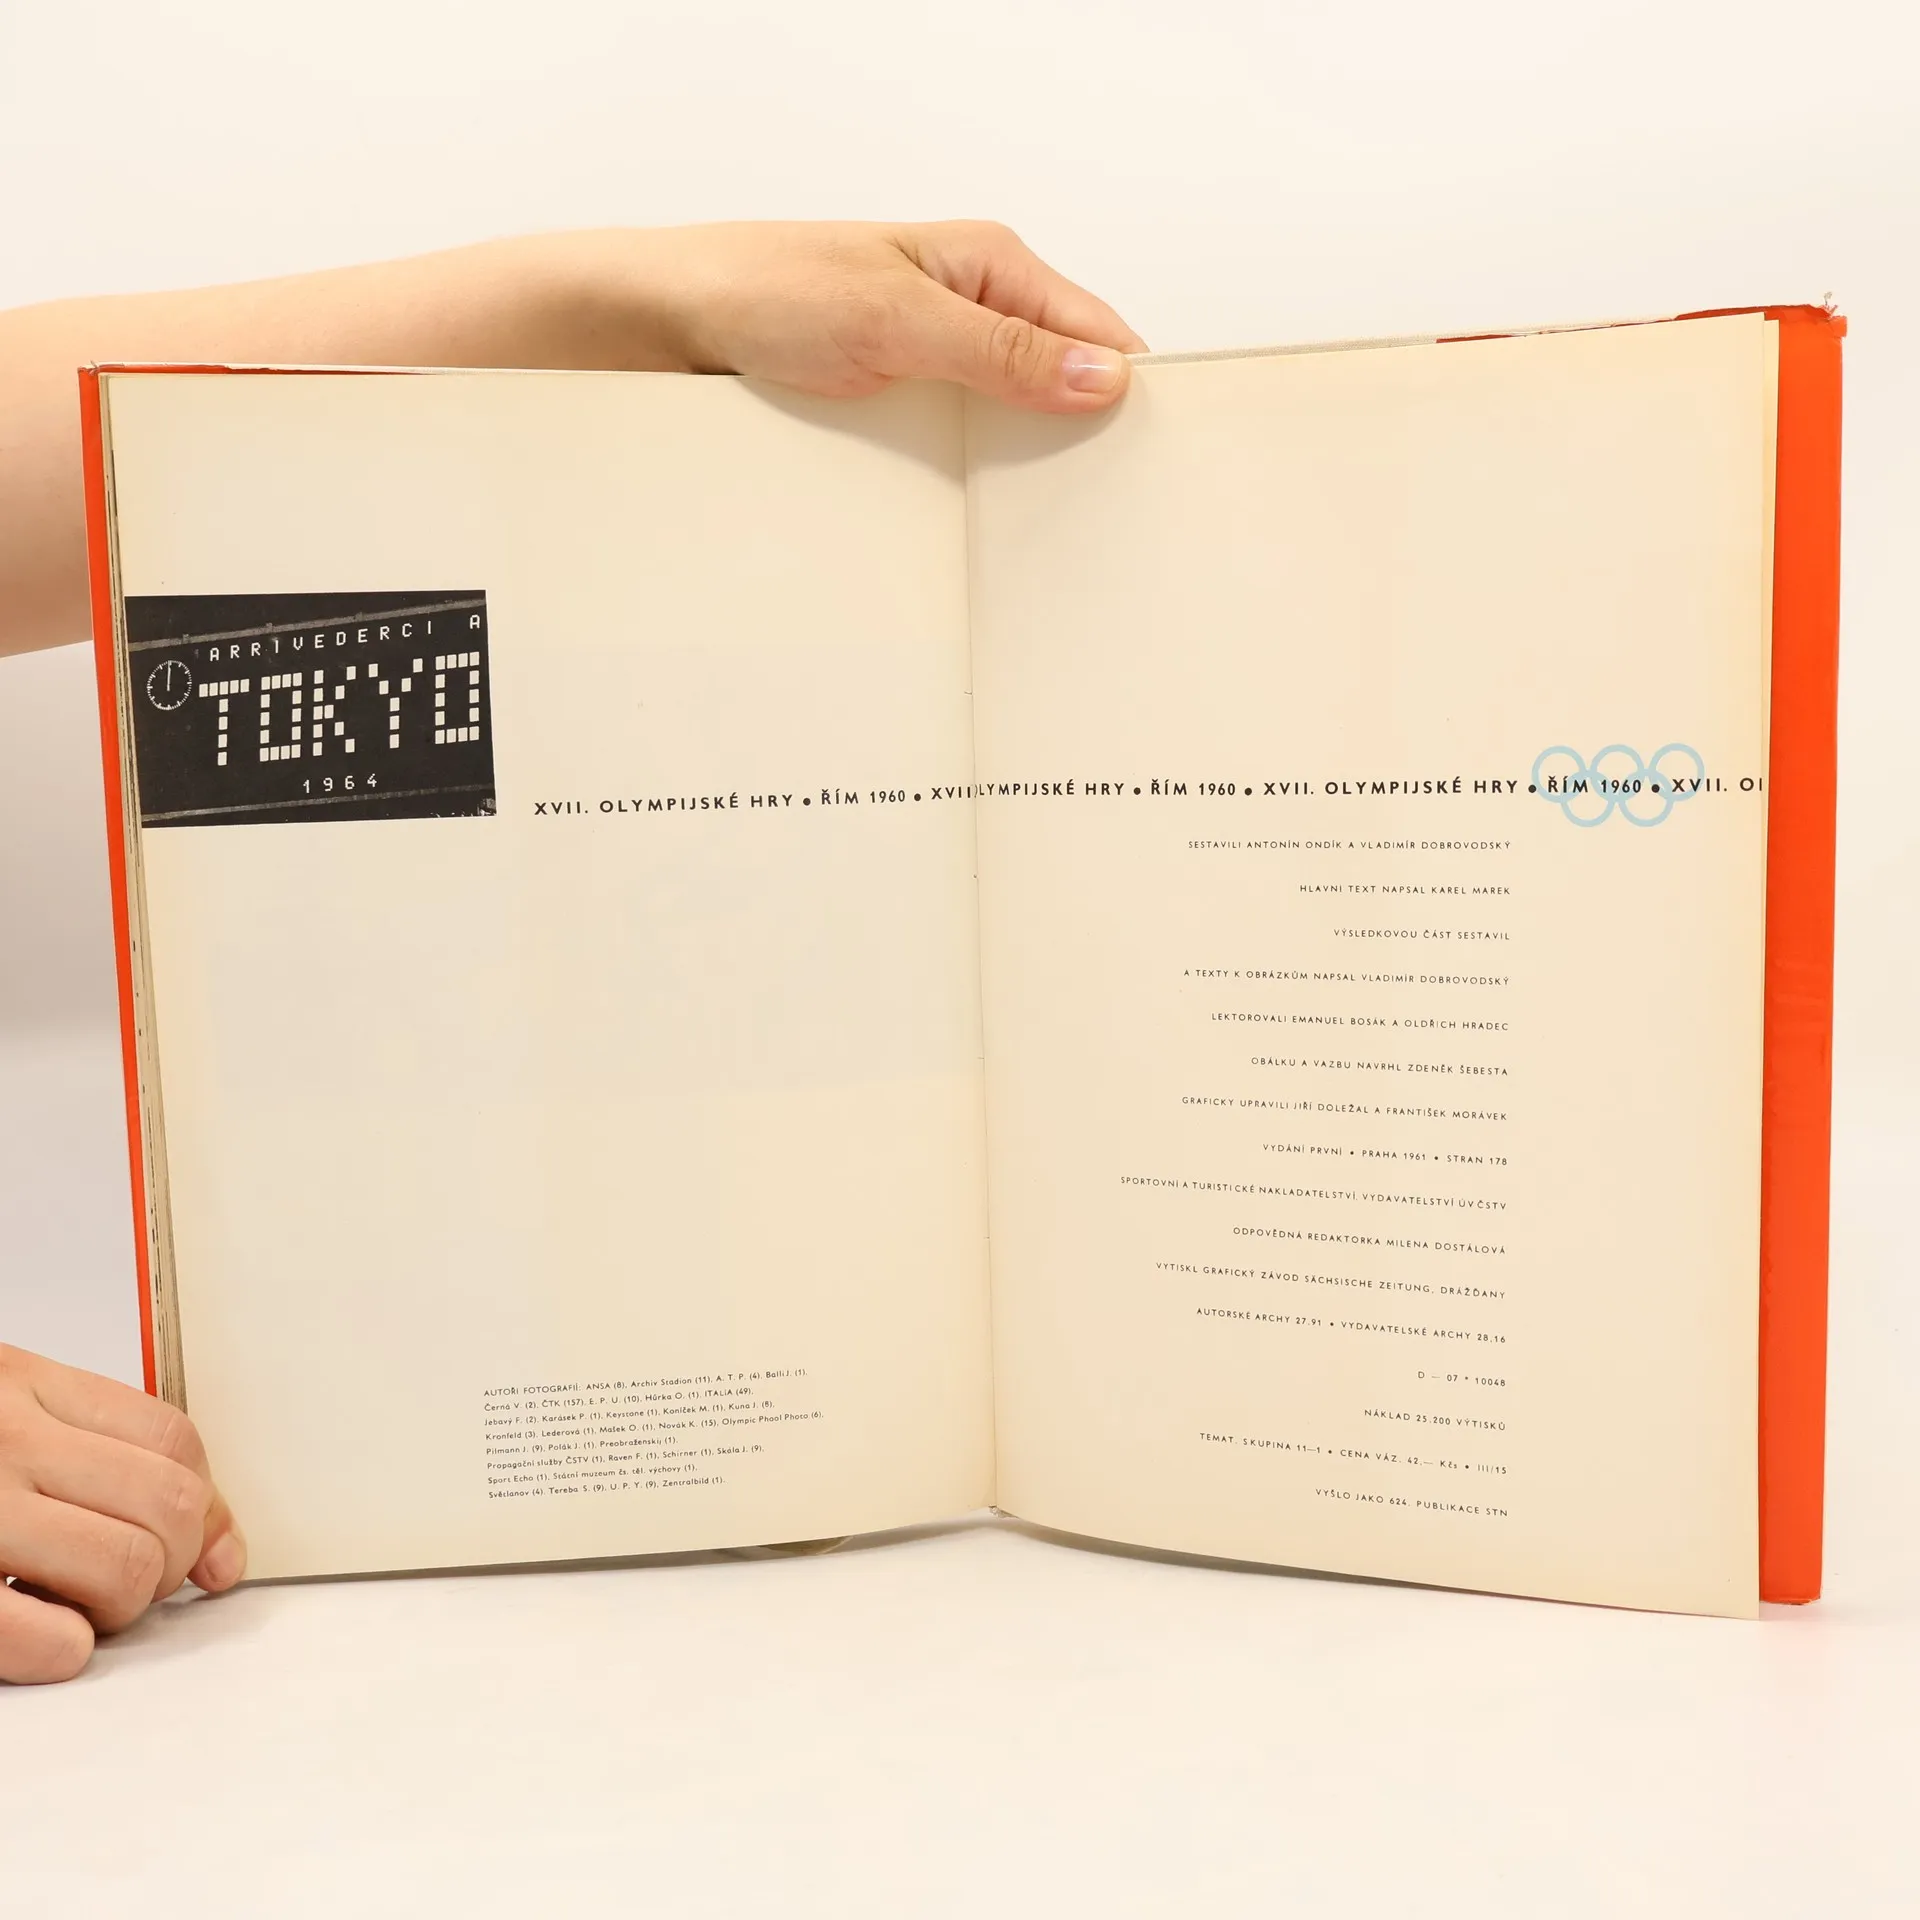 ARRIVEDERCI A
TOKYO
1964
XVII. OLYMPIJSKÉ HRY • ŘÍM 1960 • XVII
AUTOŘI FOTOGRAFIÍ: ANSA (8), Archiv Stadion (11), A. T. P. (4), Balli J. (1),
Černá V. (2), ČTK (157), E. P. U. (10), Hůrka O. (1), ITALIA (49),
Jebavý F. (2), Karásek P. (1), Keystone (1), Koníček M. (1), Kuna J. (8),
Kronfeld (3), Lederová (1), Mašek O. (1), Novák K. (15), Olympic Phool Photo (6),
Pilmann J. (9), Polák J. (1), Preobraženskij (1),
Propagační služby ČSTV (1), Raven F. (1), Schirner (1), Skála J. (9),
Sport Echo (1), Státní muzeum čs. těl. výchovy (1),
Světlanov (4), Tereba S. (9), U. P. Y. (9), Zentralbild (1).
LYMPIJSKÉ HRY • ŘÍM 1960 • XVII. OLYMPIJSKÉ HRY • ŘÍM 1960 • XVII. OL
SESTAVILI ANTONÍN ONDÍK A VLADIMÍR DOBROVODSKÝ
HLAVNÍ TEXT NAPSAL KAREL MAREK
VÝSLEDKOVOU ČÁST SESTAVIL
A TEXTY K OBRÁZKŮM NAPSAL VLADIMÍR DOBROVODSKÝ
LEKTOROVALI EMANUEL BOSÁK A OLDŘICH HRADEC
OBÁLKU A VAZBU NAVRHL ZDENĚK ŠEBESTA
GRAFICKY UPRAVILI JIŘÍ DOLEŽAL A FRANTIŠEK MORÁVEK
VYDÁNÍ PRVNÍ • PRAHA 1961 • STRAN 178
SPORTOVNÍ A TURISTICKÉ NAKLADATELSTVÍ, VYDAVATELSTVÍ ÚV ČSTV
ODPOVĚDNÁ REDAKTORKA MILENA DOSTÁLOVÁ
VYTISKL GRAFICKÝ ZÁVOD SÄCHSISCHE ZEITUNG, DRÁŽĎANY
AUTORSKÉ ARCHY 27.91 • VYDAVATELSKÉ ARCHY 28,16
D — 07 * 10048
NÁKLAD 25.200 VÝTISKŮ
TEMAT. SKUPINA 11—1 • CENA VÁZ. 42,— Kčs • III/15
VYŠLO JAKO 624. PUBLIKACE STN